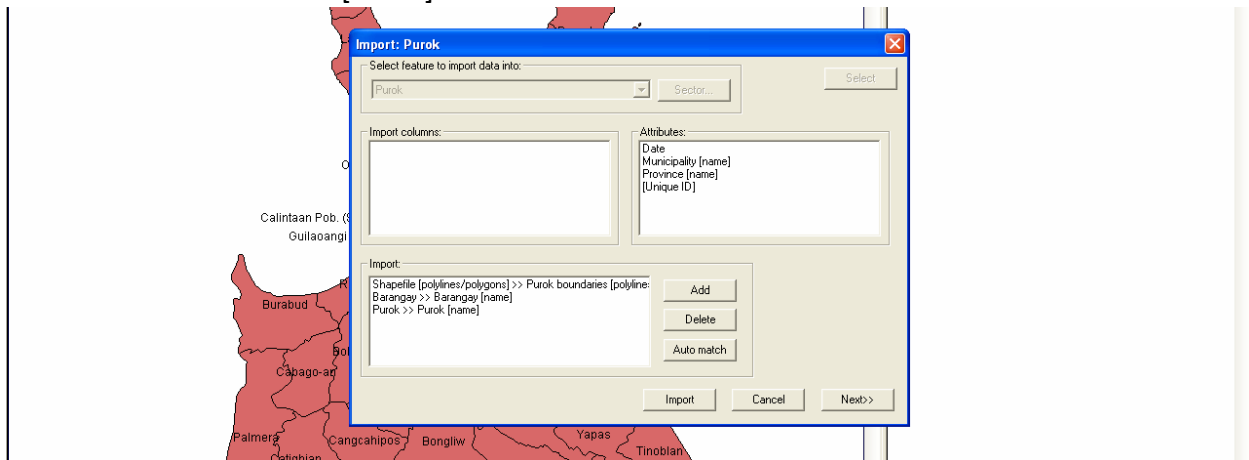 Import: Purok
Select feature to import data into:
Purok
Sector...
Select
Import columns:
Attributes:
Date
Municipality [name]
Province [name]
[Unique ID]
Calintaan Pob. (
Guilaoangi
Import:
Shapefile [polylines/polygons] >> Purok boundaries [polyline
Barangay >> Barangay [name]
Purok >> Purok [name]
Add
Delete
Auto match
Burabud
Cabago-an
Import
Cancel
Next>>
Palmera
Cangcahipos
Bongliw
Yapas
Tinoblan